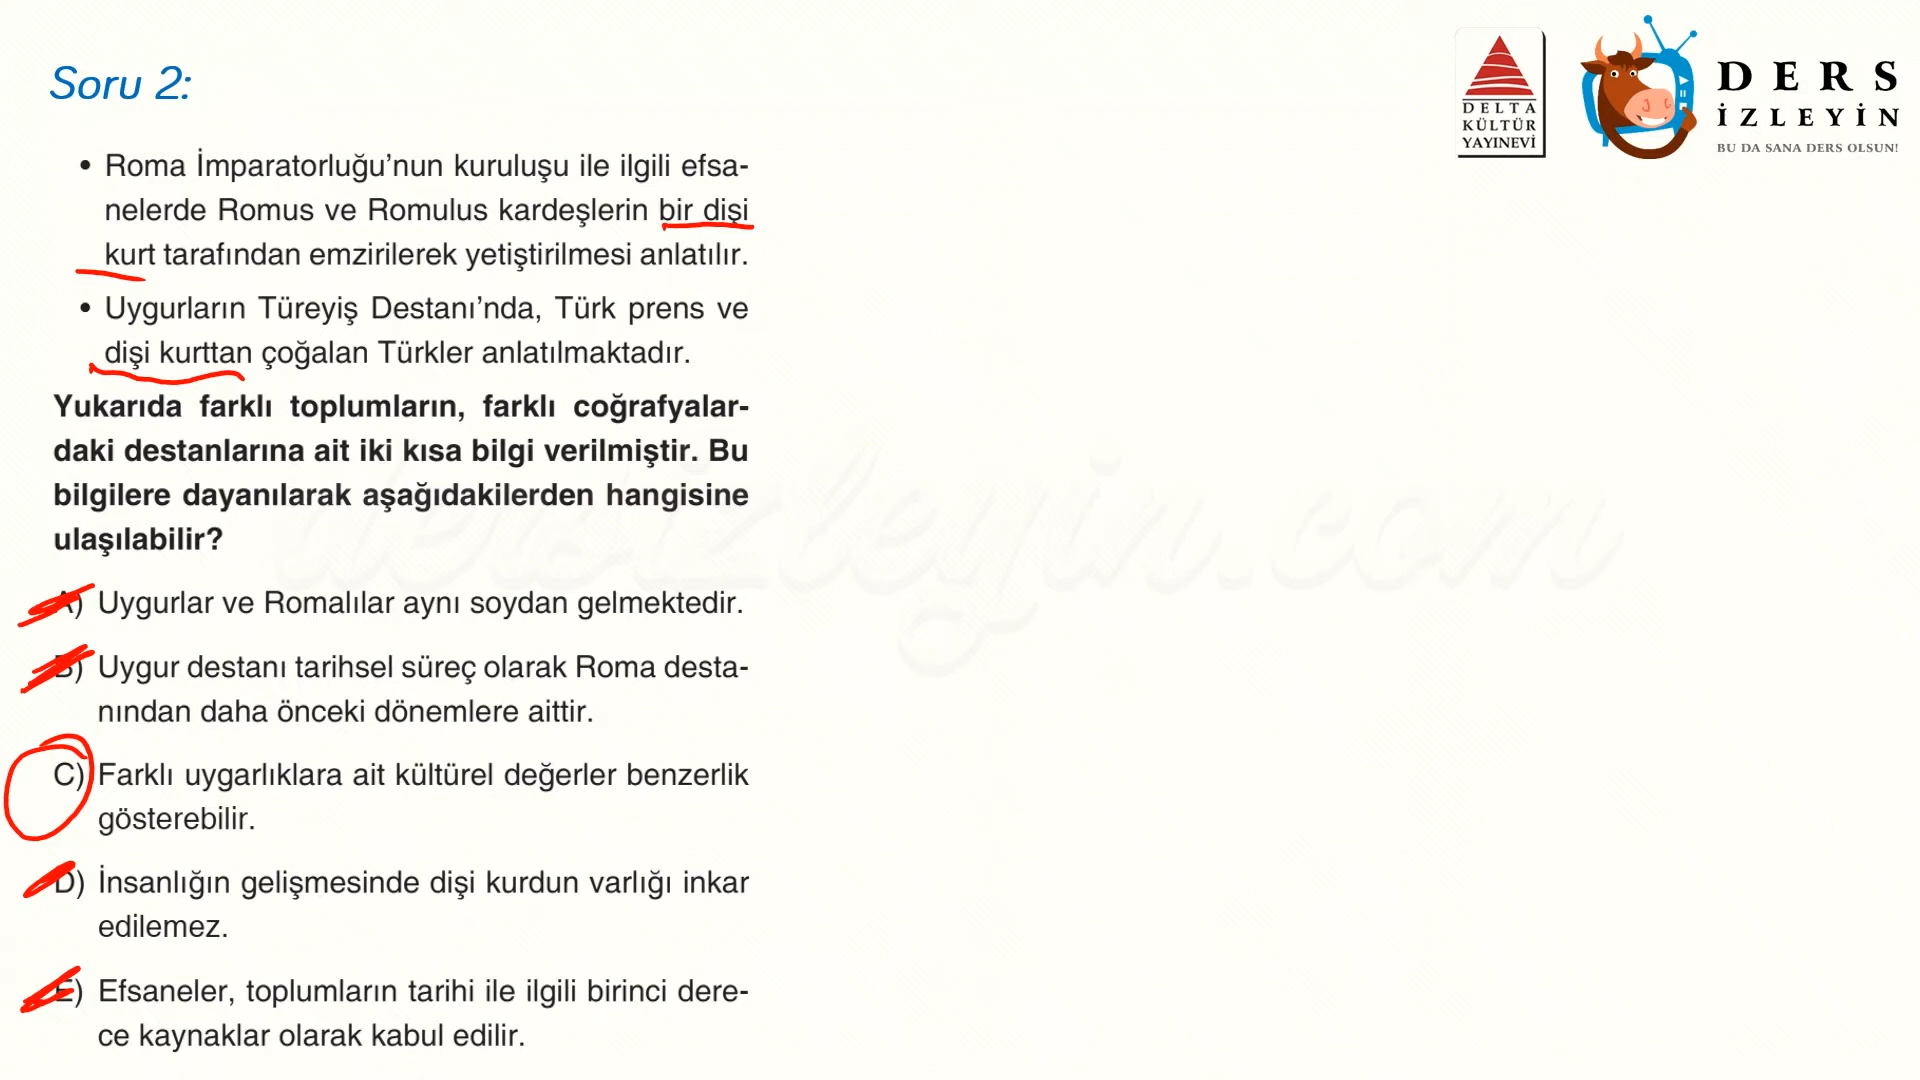 Soru 2:
DELTA
KÜLTÜR
YAYINEVİ
DERS
İZLEYİN
BU DA SANA DERS OLSUN!
• Roma İmparatorluğu’nun kuruluşu ile ilgili efsa-
nelerde Romus ve Romulus kardeşlerin bir dişi
kurt tarafından emzirilerek yetiştirilmesi anlatılır.
• Uygurların Türeyiş Destanı’nda, Türk prens ve
dişi kurttan çoğalan Türkler anlatılmaktadır.
Yukarıda farklı toplumların, farklı coğrafyalar-
daki destanlarına ait iki kısa bilgi verilmiştir. Bu
bilgilere dayanılarak aşağıdakilerden hangisine
ulaşılabilir?
A) Uygurlar ve Romalılar aynı soydan gelmektedir.
B) Uygur destanı tarihsel süreç olarak Roma desta-
nından daha önceki dönemlere aittir.
C) Farklı uygarlıklara ait kültürel değerler benzerlik
gösterebilir.
D) İnsanlığın gelişmesinde dişi kurdun varlığı inkar
edilemez.
E) Efsaneler, toplumların tarihi ile ilgili birinci dere-
ce kaynaklar olarak kabul edilir.